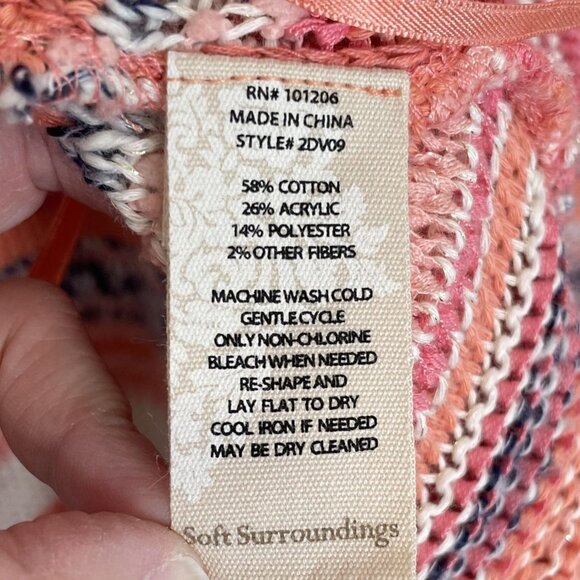 RN# 101206
MADE IN CHINA
STYLE# 2DV09
58% COTTON
26% ACRYLIC
14% POLYESTER
2% OTHER FIBERS
MACHINE WASH COLD
GENTLE CYCLE
ONLY NON-CHLORINE
BLEACH WHEN NEEDED
RE-SHAPE AND
LAY FLAT TO DRY
COOL IRON IF NEEDED
MAY BE DRY CLEANED
Soft Surroundings